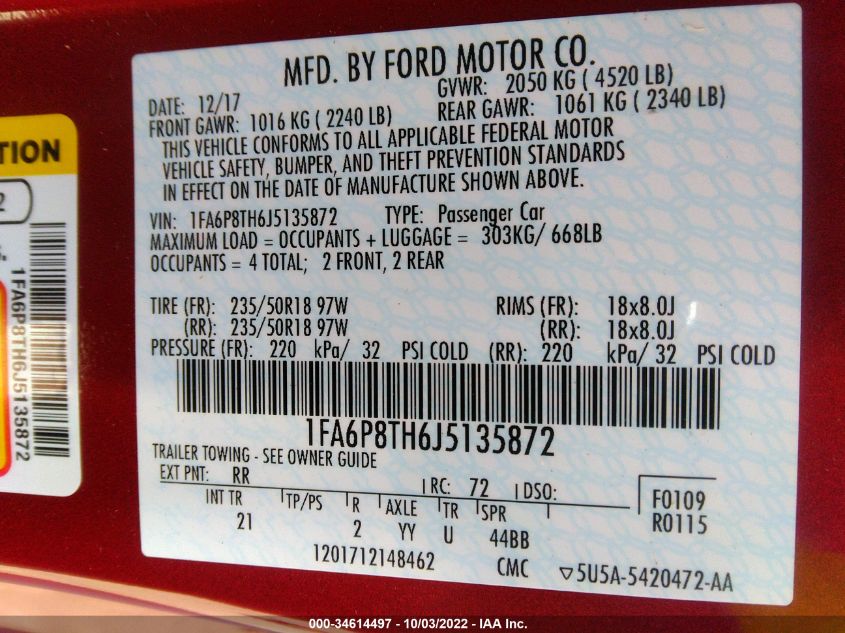 MFD. BY FORD MOTOR CO.
DATE: 12/17 GVWR: 2050 KG ( 4520 LB)
FRONT GAWR: 1016 KG ( 2240 LB) REAR GAWR: 1061 KG ( 2340 LB)
THIS VEHICLE CONFORMS TO ALL APPLICABLE FEDERAL MOTOR
VEHICLE SAFETY, BUMPER, AND THEFT PREVENTION STANDARDS
IN EFFECT ON THE DATE OF MANUFACTURE SHOWN ABOVE.
VIN: 1FA6P8TH6J5135872 TYPE: Passenger Car
MAXIMUM LOAD = OCCUPANTS + LUGGAGE = 303KG/ 668LB
OCCUPANTS = 4 TOTAL; 2 FRONT, 2 REAR
TIRE (FR): 235/50R18 97W RIMS (FR): 18x8.0J
(RR): 235/50R18 97W (RR): 18x8.0J
PRESSURE (FR): 220 kPa/ 32 PSI COLD (RR): 220 kPa/ 32 PSI COLD
1FA6P8TH6J5135872
TRAILER TOWING - SEE OWNER GUIDE
EXT PNT: RR RC: 72 DSO:
INT TR TP/PS R AXLE TR SPR
21 2 YY U 44BB
F0109
R0115
1201712148462 CMC 5U5A-5420472-AA
TION
2
1FA6P8TH6J5135872
000-34614497 - 10/03/2022 - IAA Inc.